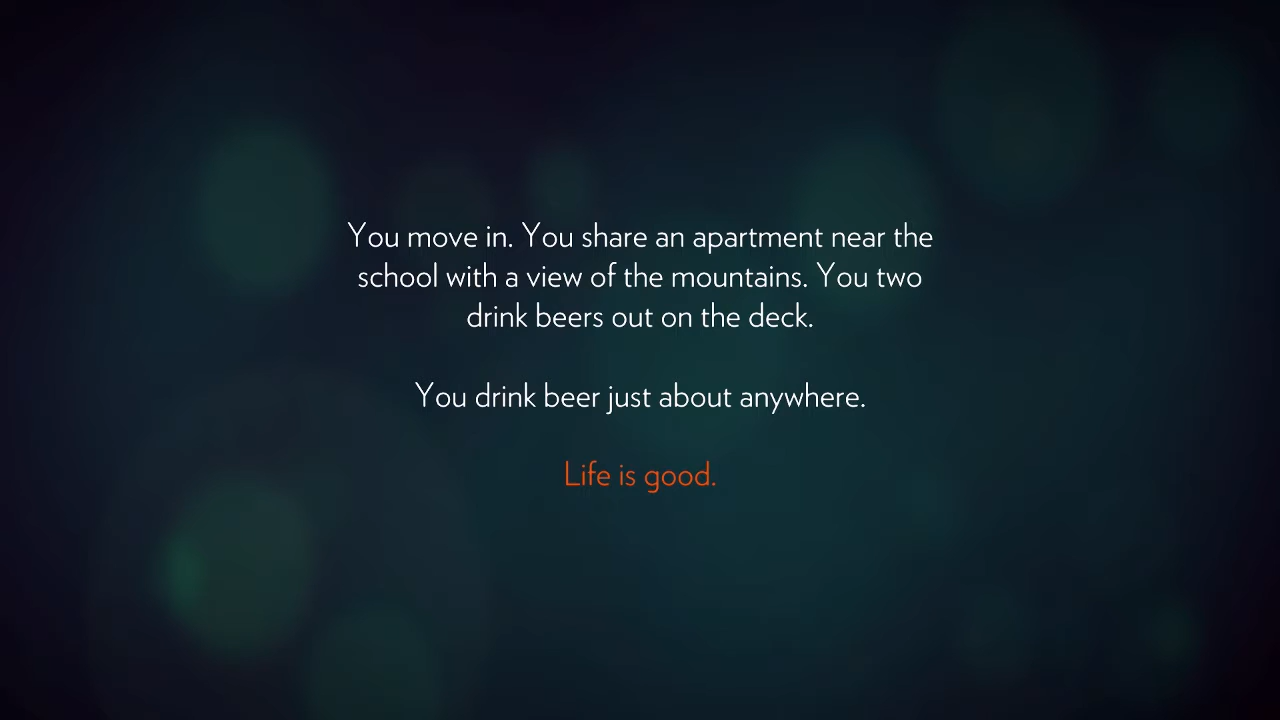 You move in. You share an apartment near the
school with a view of the mountains. You two
drink beers out on the deck.
You drink beer just about anywhere.
Life is good.